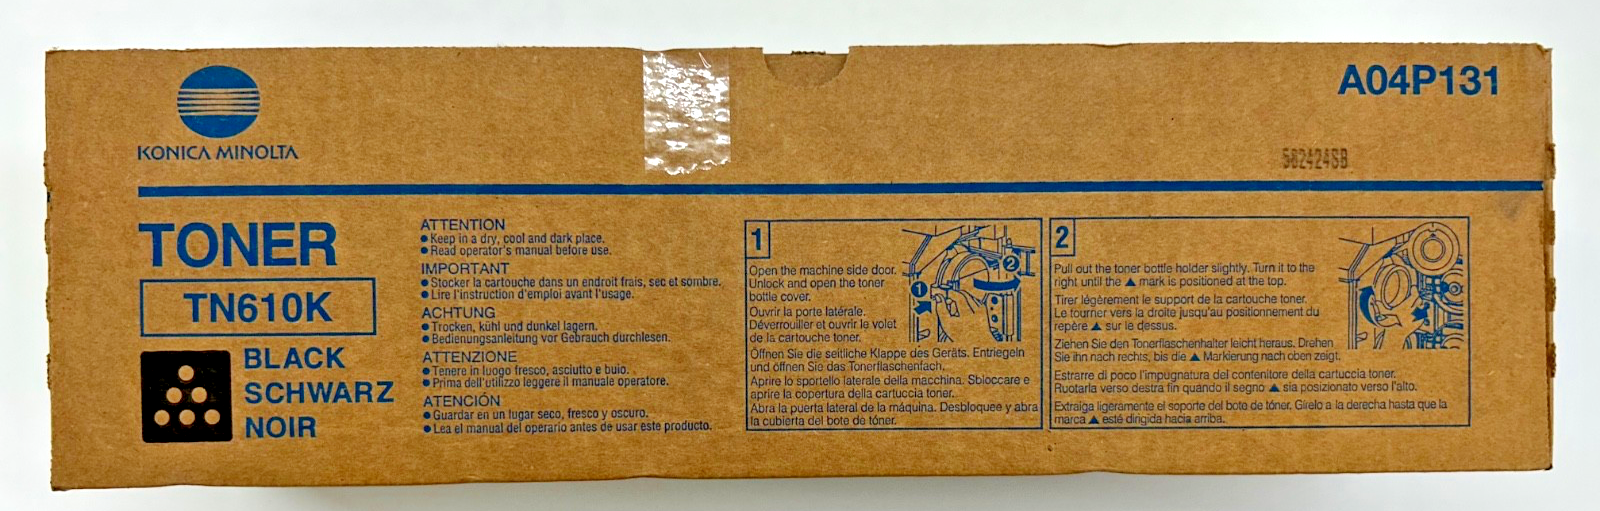 KONICA MINOLTA
A04P131
TONER
TN610K
BLACK
SCHWARZ
NOIR
ATTENTION
● Keep in a dry, cool and dark place.
● Read operator's manual before use.
IMPORTANT
● Stocker la cartouche dans un endroit frais, sec et sombre.
● Lire l'instruction d'emploi avant l'usage.
ACHTUNG
● Trocken, kühl und dunkel lagern.
● Bedienungsanleitung vor Gebrauch durchlesen.
ATTENZIONE
● Tenere in luogo fresco, asciutto e buio.
● Prima dell'utilizzo leggere il manuale operatore.
ATENCIÓN
● Guardar en un lugar seco, fresco y oscuro.
● Lea el manual del operario antes de usar este producto.
1
Open the machine side door.
Unlock and open the toner
bottle cover.
Ouvrir la porte latérale.
Déverrouiller et ouvrir le volet
de la cartouche toner.
Öffnen Sie die seitliche Klappe des Geräts. Entriegeln
und öffnen Sie das Tonerflaschenfach.
Aprire lo sportello laterale della macchina. Sbloccare e
aprire la copertura della cartuccia toner.
Abra la puerta lateral de la máquina. Desbloquee y abra
la cubierta del bote de tóner.
1
2
2
Pull out the toner bottle holder slightly. Turn it to the
right until the ▲ mark is positioned at the top.
Tirer légèrement le support de la cartouche toner.
Le tourner vers la droite jusqu'au positionnement du
repère ▲ sur le dessus.
Ziehen Sie den Tonerflaschenhalter leicht heraus. Drehen
Sie ihn nach rechts, bis die ▲ Markierung nach oben zeigt.
Estrarre di poco l'impugnatura del contenitore della cartuccia toner.
Ruotarla verso destra fin quando il segno ▲ sia posizionato verso l'alto.
Extraiga ligeramente el soporte del bote de tóner. Gírelo a la derecha hasta que la
marca ▲ esté dirigida hacia arriba.